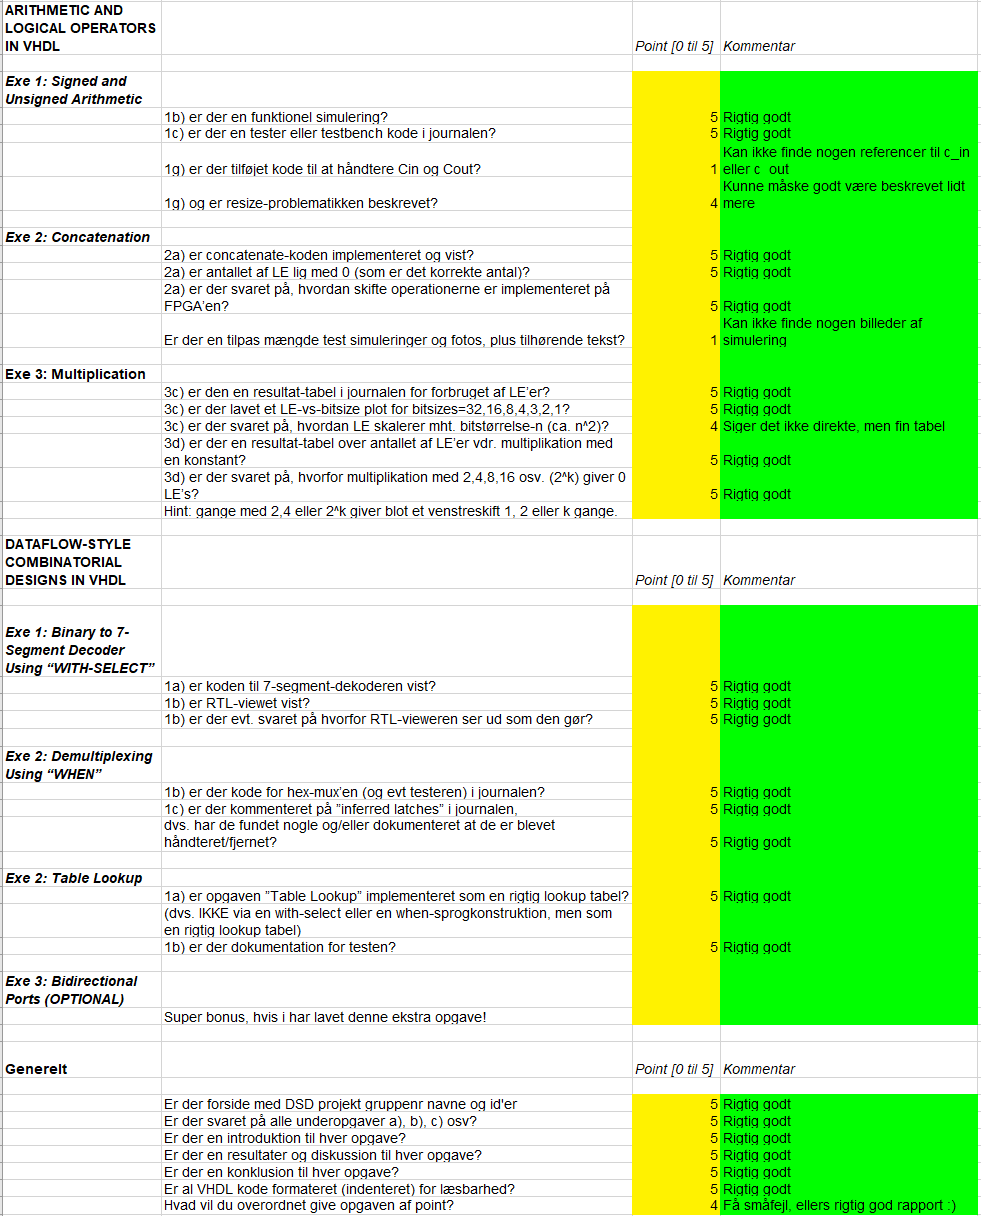 ARITHMETIC AND
LOGICAL OPERATORS
IN VHDL
Point [0 til 5] Kommentar
Exe 1: Signed and
Unsigned Arithmetic
1b) er der en funktionel simulering? 5 Rigtig godt
1c) er der en tester eller testbench kode i journalen? 5 Rigtig godt
Kan ikke finde nogen referencer til c_in
1g) er der tilføjet kode til at håndtere Cin og Cout? 1 eller c_out
Kunne måske godt være beskrevet lidt
1g) og er resize-problematikken beskrevet? 4 mere
Exe 2: Concatenation
2a) er concatenate-koden implementeret og vist? 5 Rigtig godt
2a) er antallet af LE lig med 0 (som er det korrekte antal)? 5 Rigtig godt
2a) er der svaret på, hvordan skifte operationerne er implementeret på
FPGA'en? 5 Rigtig godt
Kan ikke finde nogen billeder af
Er der en tilpas mængde test simuleringer og fotos, plus tilhørende tekst? 1 simulering
Exe 3: Multiplication
3c) er den en resultat-tabel i journalen for forbruget af LE'er? 5 Rigtig godt
3c) er der lavet et LE-vs-bitsize plot for bitsizes=32,16,8,4,3,2,1? 5 Rigtig godt
3c) er der svaret på, hvordan LE skalerer mht. bitstørrelse-n (ca. n^2)? 4 Siger det ikke direkte, men fin tabel
3d) er der en resultat-tabel over antallet af LE'er vdr. multiplikation med
en konstant? 5 Rigtig godt
3d) er der svaret på, hvorfor multiplikation med 2,4,8,16 osv. (2^k) giver 0
LE's? 5 Rigtig godt
Hint: gange med 2,4 eller 2^k giver blot et venstreskift 1, 2 eller k gange.
DATAFLOW-STYLE
COMBINATORIAL
DESIGNS IN VHDL
Point [0 til 5] Kommentar
Exe 1: Binary to 7-
Segment Decoder
Using “WITH-SELECT”
1a) er koden til 7-segment-dekoderen vist? 5 Rigtig godt
1b) er RTL-viewet vist? 5 Rigtig godt
1b) er der evt. svaret på hvorfor RTL-vieweren ser ud som den gør? 5 Rigtig godt
Exe 2: Demultiplexing
Using “WHEN”
1b) er der kode for hex-mux'en (og evt testeren) i journalen? 5 Rigtig godt
1c) er der kommenteret på ”inferred latches” i journalen, 5 Rigtig godt
dvs. har de fundet nogle og/eller dokumenteret at de er blevet
håndteret/fjernet? 5 Rigtig godt
Exe 2: Table Lookup
1a) er opgaven ”Table Lookup” implementeret som en rigtig lookup tabel? 5 Rigtig godt
(dvs. IKKE via en with-select eller en when-sprogkonstruktion, men som
en rigtig lookup tabel)
1b) er der dokumentation for testen? 5 Rigtig godt
Exe 3: Bidirectional
Ports (OPTIONAL)
Super bonus, hvis i har lavet denne ekstra opgave!
Generelt Point [0 til 5] Kommentar
Er der forside med DSD projekt gruppenr navne og id'er 5 Rigtig godt
Er der svaret på alle underopgaver a), b), c) osv? 5 Rigtig godt
Er der en introduktion til hver opgave? 5 Rigtig godt
Er der en resultater og diskussion til hver opgave? 5 Rigtig godt
Er der en konklusion til hver opgave? 5 Rigtig godt
Er al VHDL kode formateret (indenteret) for læsbarhed? 5 Rigtig godt
Hvad vil du overordnet give opgaven af point? 4 Få småfejl, ellers rigtig god rapport :)